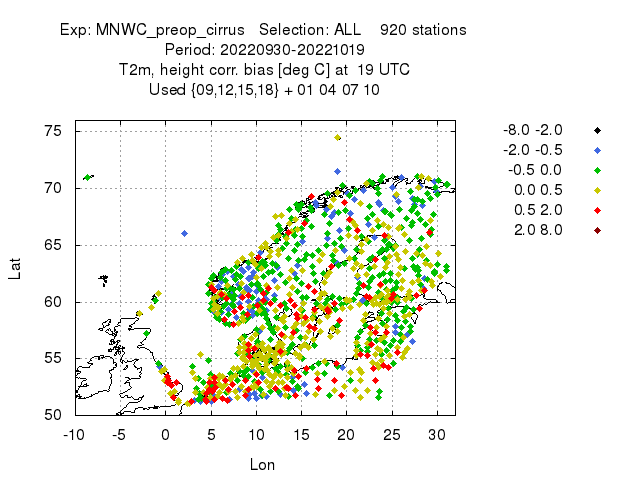 Exp: MNWC_preop_cirrus   Selection: ALL    920 stations
Period: 20220930-20221019
T2m, height corr. bias [deg C] at  19 UTC
Used {09,12,15,18} + 01 04 07 10
75
70
65
60
55
50
-10 -5 0 5 10 15 20 25 30
Lat
Lon
-8.0 -2.0
-2.0 -0.5
-0.5 0.0
0.0 0.5
0.5 2.0
2.0 8.0